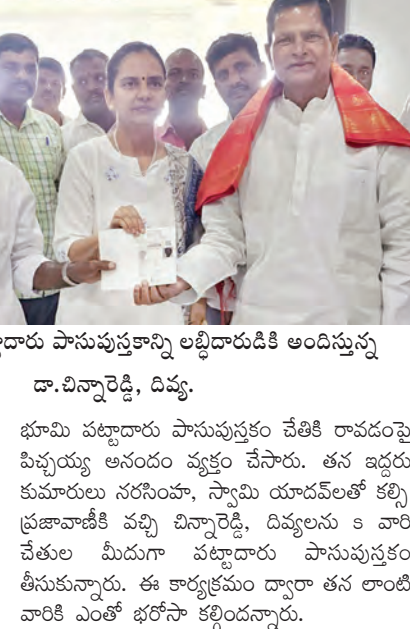 పాసుపుస్తకాన్ని లబ్ధిదారుడికి అందిస్తున్న
డా.చిన్నారెడ్డి, దివ్య.
భూమి పట్టాదారు పాసుపుస్తకం చేతికి రావడంపై
పిచ్చయ్య ఆనందం వ్యక్తం చేసారు. తన ఇద్దరు
కుమారులు నరసింహ, స్వామి యాదవ్‌లతో కల్సి
ప్రజావాణీకి వచ్చి చిన్నారెడ్డి, దివ్యలను s వారి
చేతుల మీదుగా పట్టాదారు పాసుపుస్తకం
తీసుకున్నారు. ఈ కార్యక్రమం ద్వారా తన లాంటి
వారికి ఎంతో భరోసా కల్గిందన్నారు.